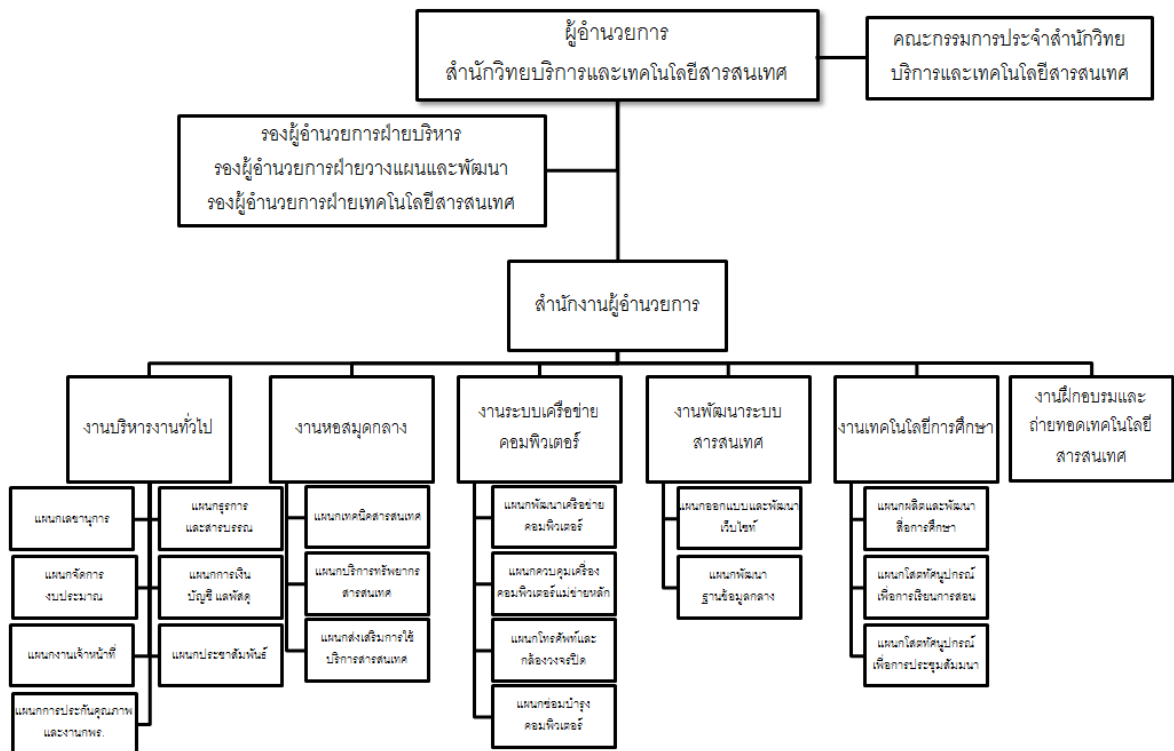 ผู้อำนวยการ
สำนักวิทยบริการและเทคโนโลยีสารสนเทศ
คณะกรรมการประจำสำนักวิทย
บริการและเทคโนโลยีสารสนเทศ
รองผู้อำนวยการฝ่ายบริหาร
รองผู้อำนวยการฝ่ายวางแผนและพัฒนา
รองผู้อำนวยการฝ่ายเทคโนโลยีสารสนเทศ
สำนักงานผู้อำนวยการ
งานบริหารงานทั่วไป
งานหอสมุดกลาง
งานระบบเครือข่าย
คอมพิวเตอร์
งานพัฒนาระบบ
สารสนเทศ
งานเทคโนโลยีการศึกษา
งานฝึกอบรมและ
ถ่ายทอดเทคโนโลยี
สารสนเทศ
แผนกเลขานุการ
แผนกธุรการ
และสารบรรณ
แผนกจัดการ
งบประมาณ
แผนกการเงิน
บัญชี และพัสดุ
แผนกงานเจ้าหน้าที่
แผนกประชาสัมพันธ์
แผนกการประกันคุณภาพ
และงานกพร.
แผนกเทคนิคสารสนเทศ
แผนกบริการทรัพยากร
สารสนเทศ
แผนกส่งเสริมการใช้
บริการสารสนเทศ
แผนกพัฒนาเครือข่าย
คอมพิวเตอร์
แผนกควบคุมเครื่อง
คอมพิวเตอร์แม่ข่ายหลัก
แผนกโทรศัพท์และ
กล้องวงจรปิด
แผนกซ่อมบำรุง
คอมพิวเตอร์
แผนกออกแบบและพัฒนา
เว็บไซท์
แผนกพัฒนา
ฐานข้อมูลกลาง
แผนกผลิตและพัฒนา
สื่อการศึกษา
แผนกโสตทัศนูปกรณ์
เพื่อการเรียนการสอน
แผนกโสตทัศนูปกรณ์
เพื่อการประชุมสัมมนา